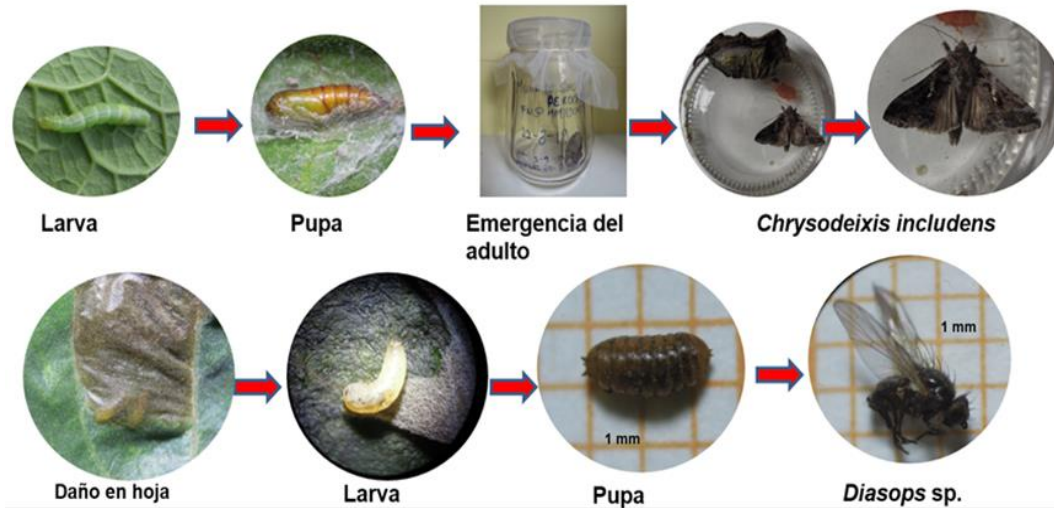 Larva
Pupa
Emergencia del
adulto
Chrysodeixis includens
Daño en hoja
Larva
1 mm
Pupa
1 mm
Diasops sp.